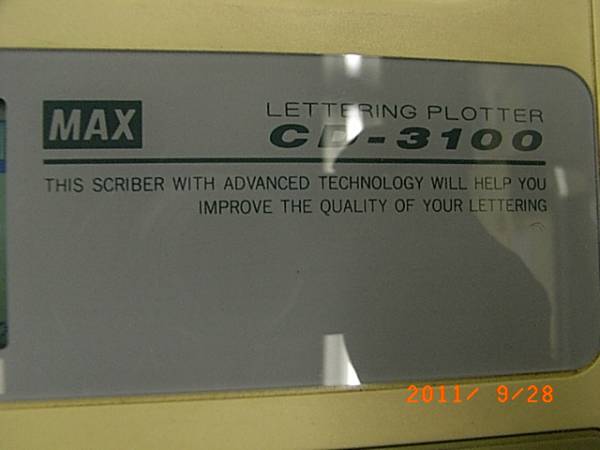 MAX
LETTERING PLOTTER
CD-3100
THIS SCRIBER WITH ADVANCED TECHNOLOGY WILL HELP YOU
IMPROVE THE QUALITY OF YOUR LETTERING
2011/ 9/28